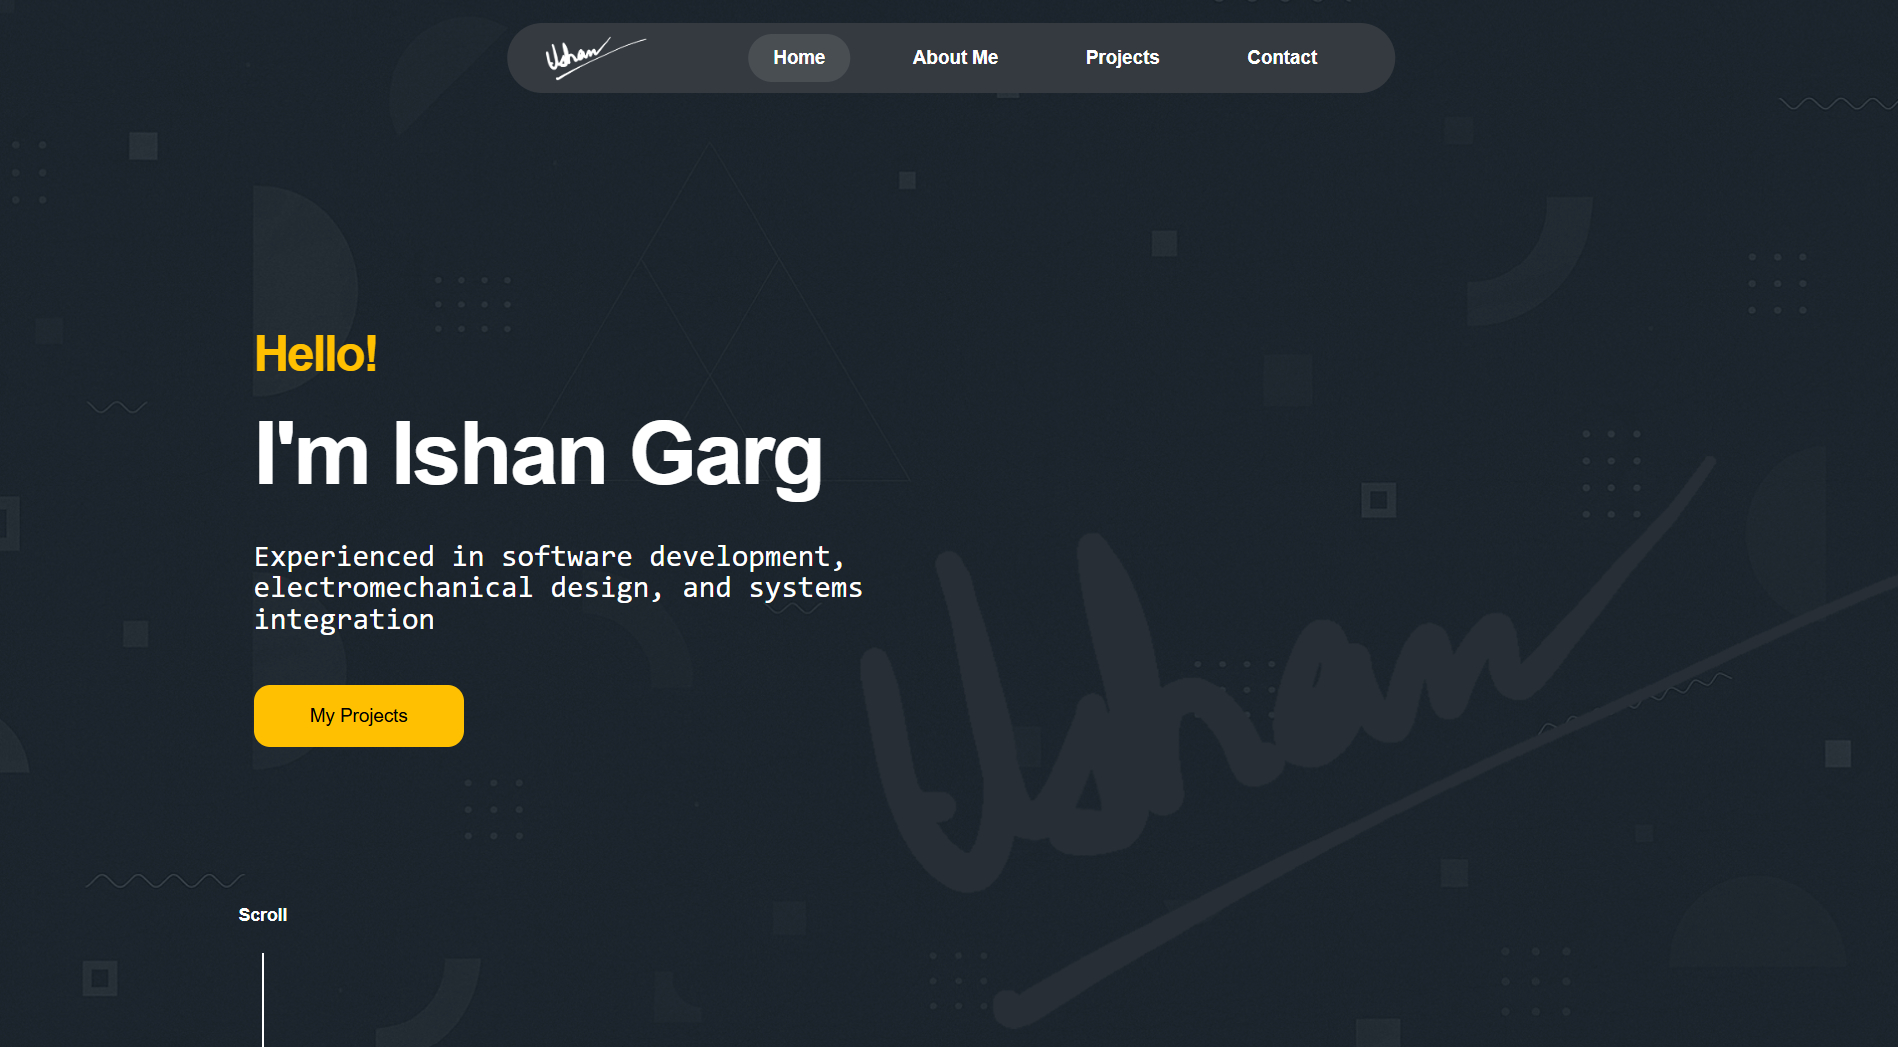 Ishan
Home
About Me
Projects
Contact
Hello!
I'm Ishan Garg
Experienced in software development,
electromechanical design, and systems
integration
My Projects
Ishan
Scroll